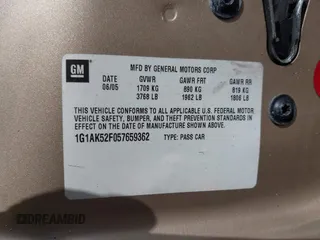 GM
MFD BY GENERAL MOTORS CORP
DATE GVWR GAWR FRT GAWR RR
06/05 1709 KG 890 KG 819 KG
3768 LB 1962 LB 1806 LB
THIS VEHICLE CONFORMS TO ALL APPLICABLE U.S. FEDERAL MOTOR
VEHICLE SAFETY, BUMPER, AND THEFT PREVENTION STANDARDS IN
EFFECT ON THE DATE OF MANUFACTURE SHOWN ABOVE.
1G1AK52F057659362 TYPE: PASS CAR
DREAMBID